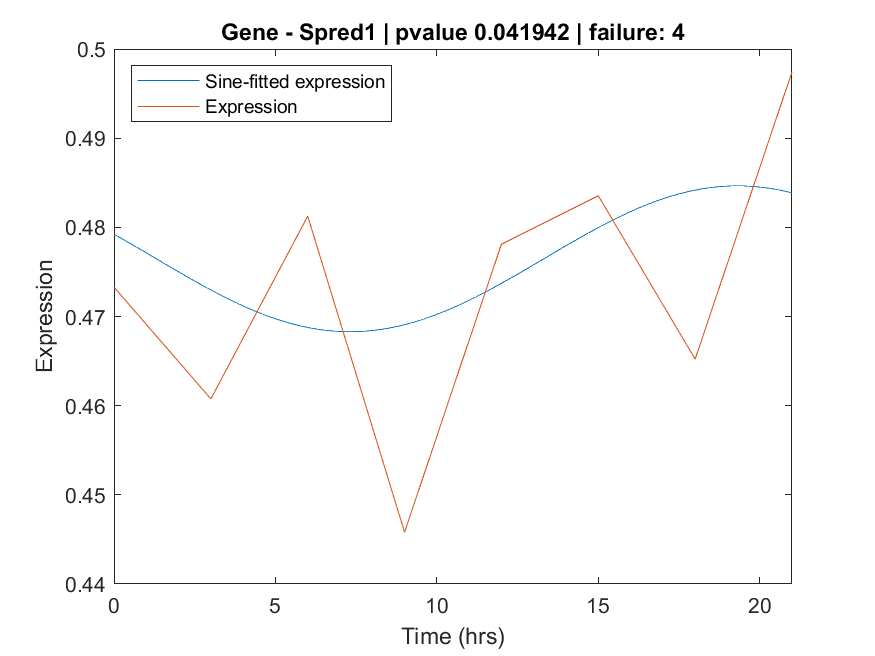 Gene - Spred1 | pvalue 0.041942 | failure: 4
Sine-fitted expression
Expression
0.5
0.49
0.48
0.47
0.46
0.45
0.44
Expression
0
5
10
15
20
Time (hrs)